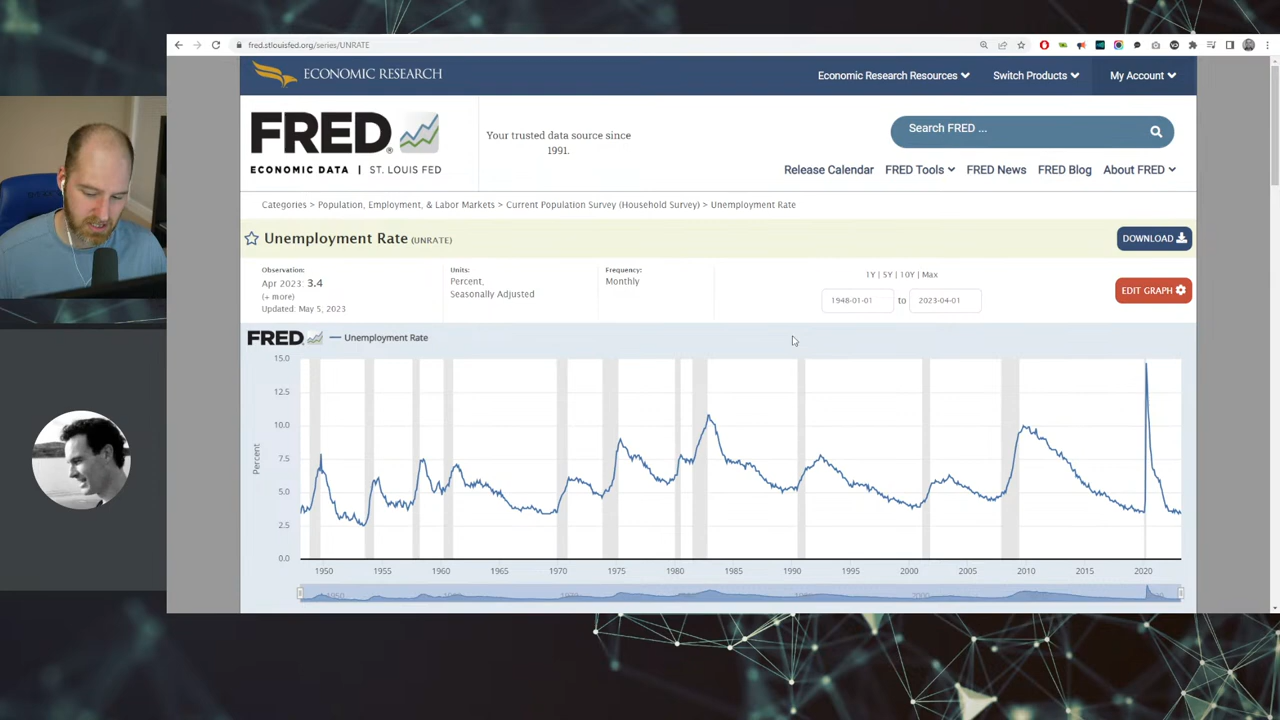 fred.stlouisfed.org/series/UNRATE
ECONOMIC RESEARCH
Economic Research Resources
Switch Products
My Account
FRED
ECONOMIC DATA | ST. LOUIS FED
Your trusted data source since
1991.
Search FRED ...
Release Calendar
FRED Tools
FRED News
FRED Blog
About FRED
Categories > Population, Employment, & Labor Markets > Current Population Survey (Household Survey) > Unemployment Rate
Unemployment Rate (UNRATE)
DOWNLOAD
Observation:
Apr 2023: 3.4
(+ more)
Updated: May 5, 2023
Units:
Percent,
Seasonally Adjusted
Frequency:
Monthly
1Y | 5Y | 10Y | Max
1948-01-01 to 2023-04-01
EDIT GRAPH
FRED
Unemployment Rate
15.0
12.5
10.0
7.5
5.0
2.5
0.0
Percent
1950 1955 1960 1965 1970 1975 1980 1985 1990 1995 2000 2005 2010 2015 2020